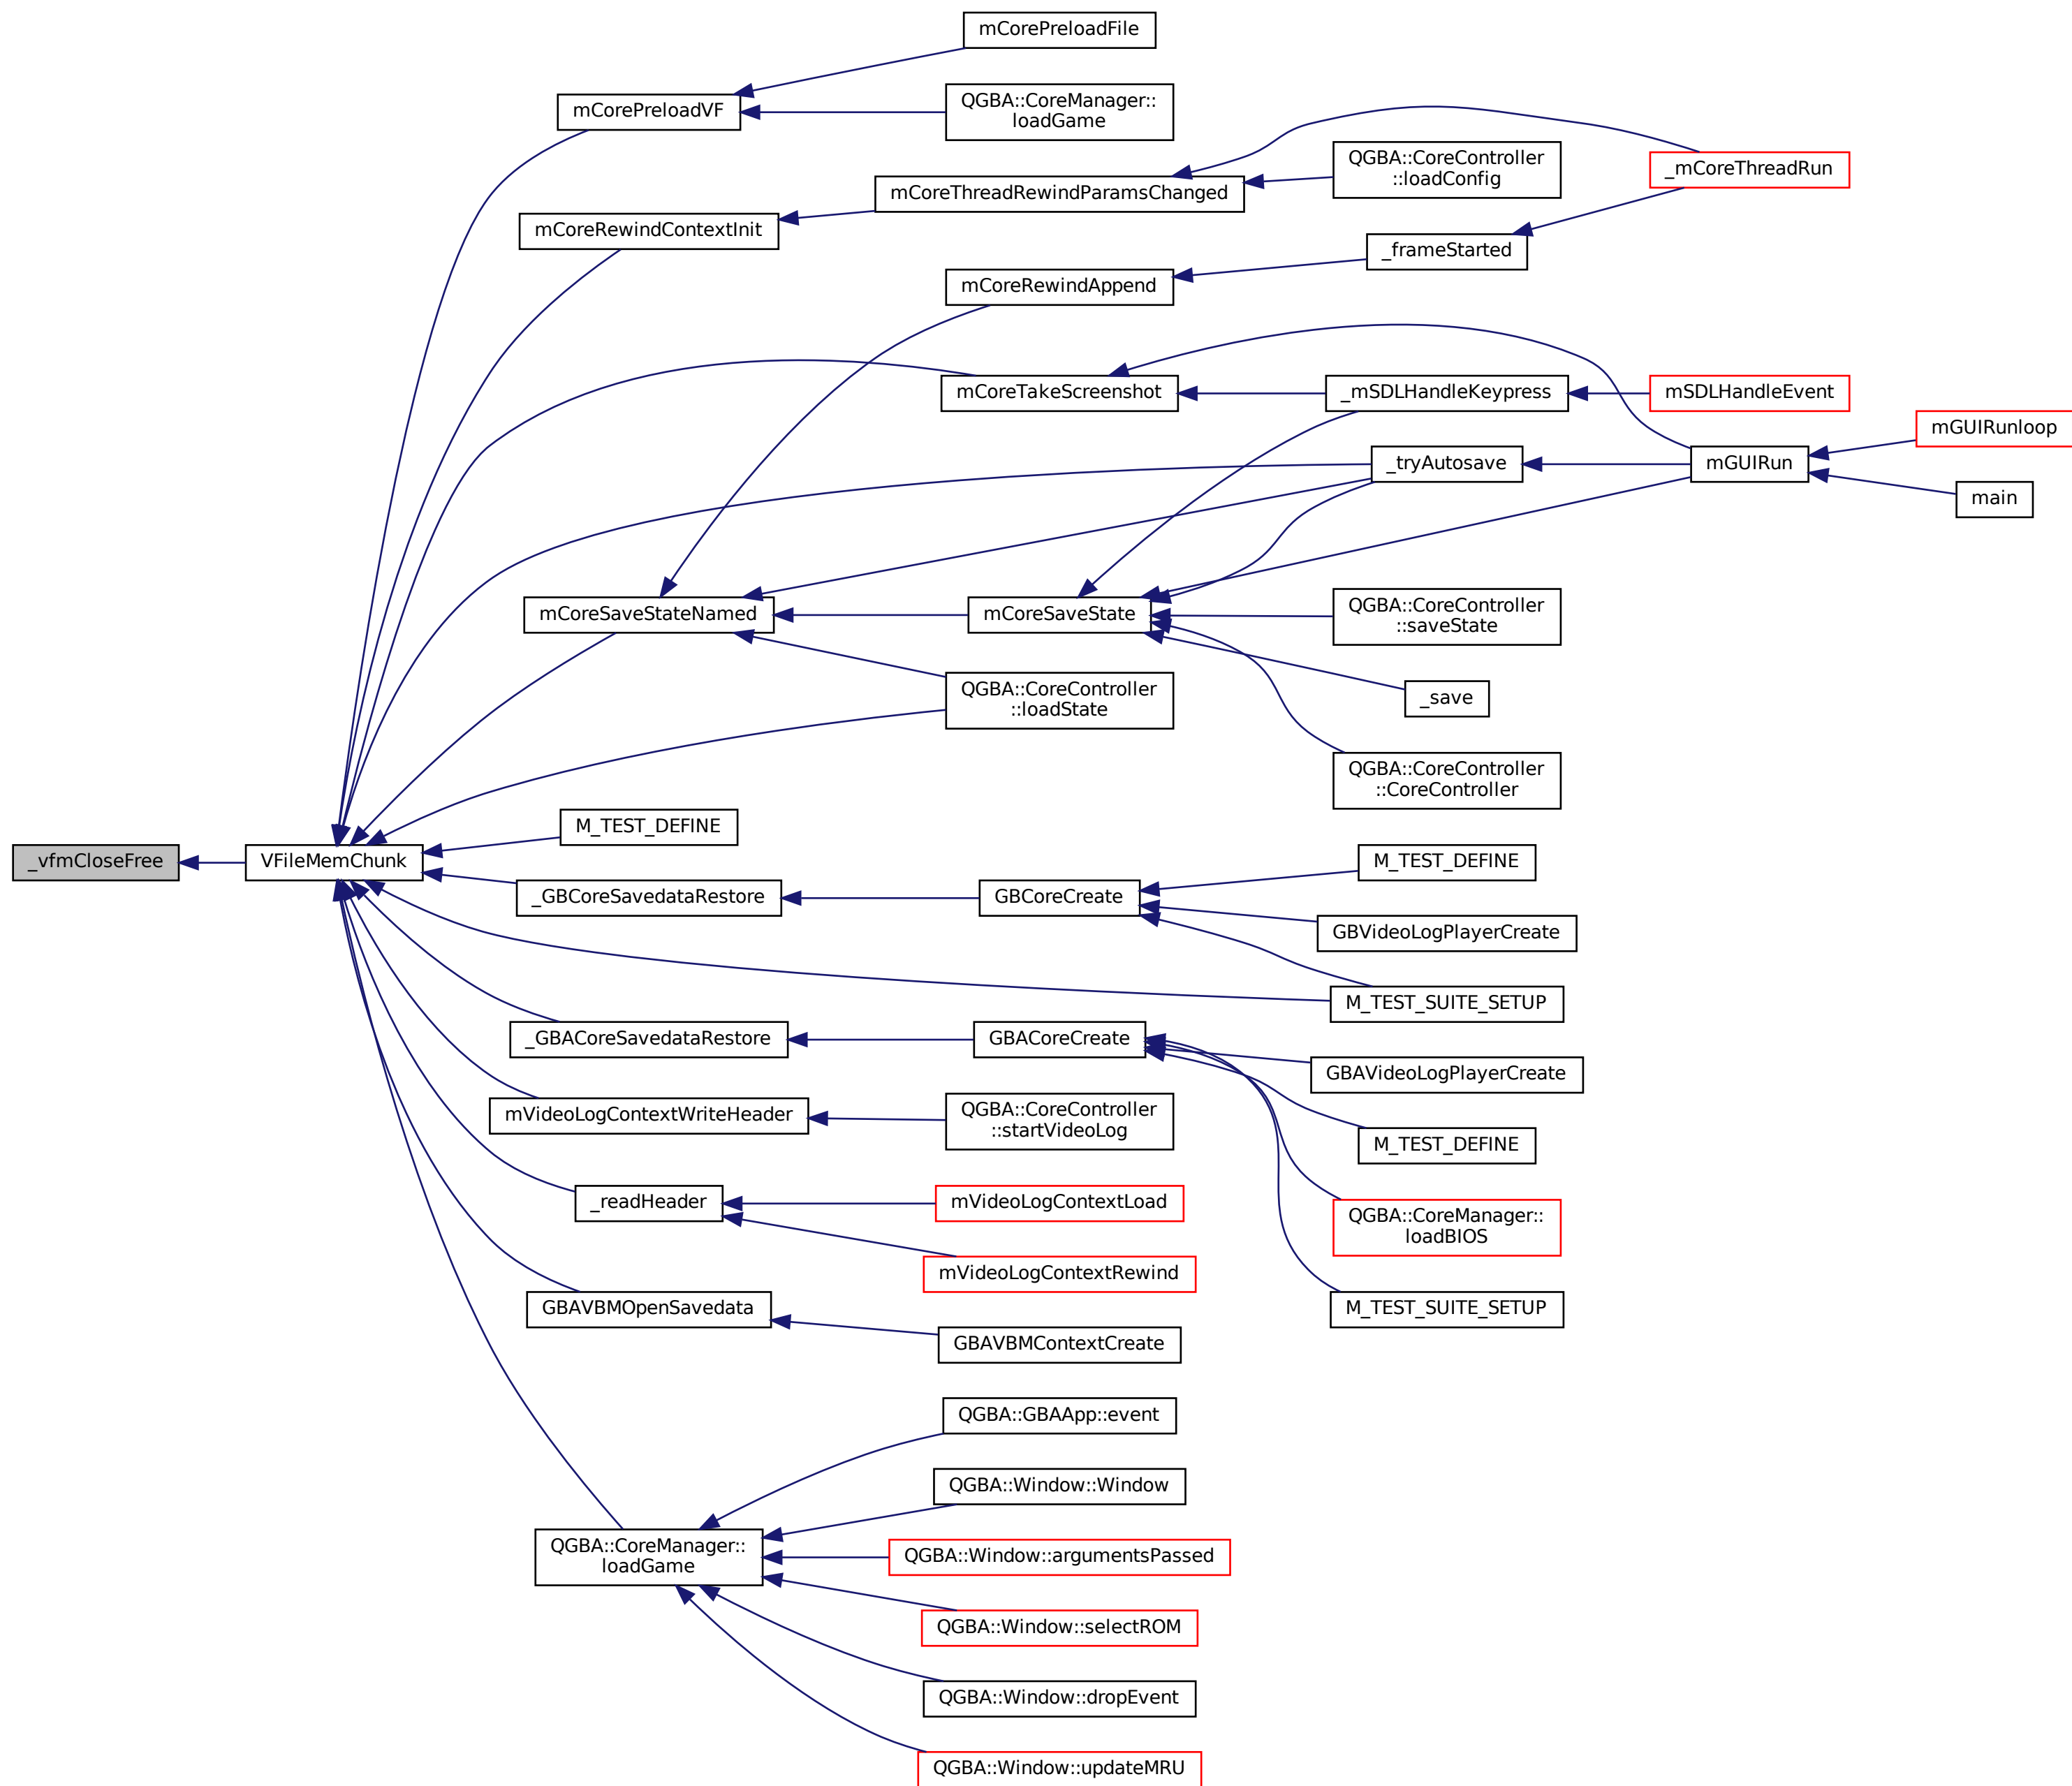 mCorePreloadFile
mCorePreloadVF
QGBA::CoreManager::
loadGame
QGBA::CoreController
::loadConfig
_mCoreThreadRun
mCoreThreadRewindParamsChanged
mCoreRewindContextInit
_frameStarted
mCoreRewindAppend
mCoreTakeScreenshot
_mSDLHandleKeypress
mSDLHandleEvent
mGUIRunloop
_tryAutosave
mGUIRun
main
mCoreSaveStateNamed
mCoreSaveState
QGBA::CoreController
::saveState
QGBA::CoreController
::loadState
_save
QGBA::CoreController
::CoreController
M_TEST_DEFINE
_vfmCloseFree
VFileMemChunk
M_TEST_DEFINE
_GBCoreSavedataRestore
GBCoreCreate
GBVideoLogPlayerCreate
M_TEST_SUITE_SETUP
_GBACoreSavedataRestore
GBACoreCreate
GBAVideoLogPlayerCreate
mVideoLogContextWriteHeader
QGBA::CoreController
::startVideoLog
M_TEST_DEFINE
_readHeader
mVideoLogContextLoad
QGBA::CoreManager::
loadBIOS
mVideoLogContextRewind
GBAVBMOpenSavedata
M_TEST_SUITE_SETUP
GBAVBMContextCreate
QGBA::GBAApp::event
QGBA::Window::Window
QGBA::CoreManager::
loadGame
QGBA::Window::argumentsPassed
QGBA::Window::selectROM
QGBA::Window::dropEvent
QGBA::Window::updateMRU